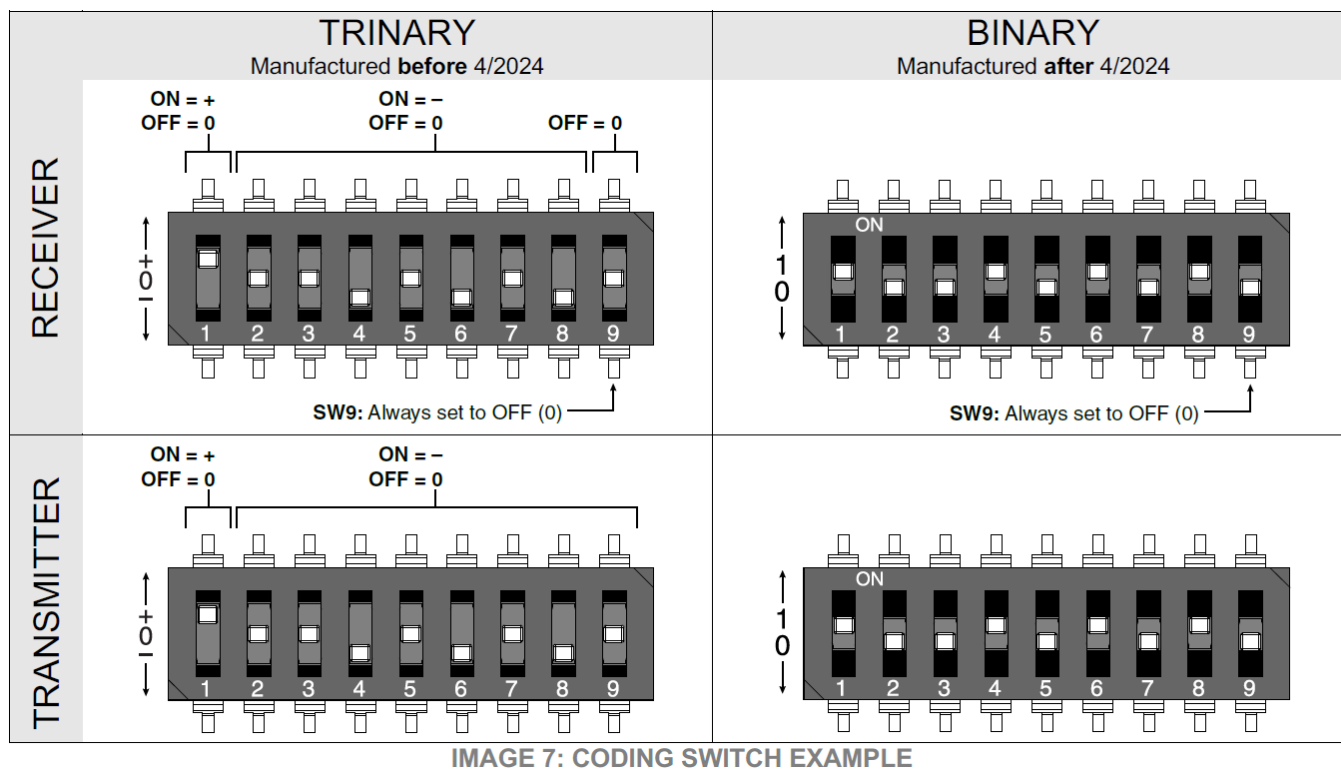 TRINARY
Manufactured before 4/2024
BINARY
Manufactured after 4/2024
RECEIVER
ON = +
OFF = 0
ON = –
OFF = 0
OFF = 0
+
0
–
1 2 3 4 5 6 7 8 9
SW9: Always set to OFF (0)
ON
1
0
1 2 3 4 5 6 7 8 9
SW9: Always set to OFF (0)
TRANSMITTER
ON = +
OFF = 0
ON = –
OFF = 0
+
0
–
1 2 3 4 5 6 7 8 9
ON
1
0
1 2 3 4 5 6 7 8 9
IMAGE 7: CODING SWITCH EXAMPLE